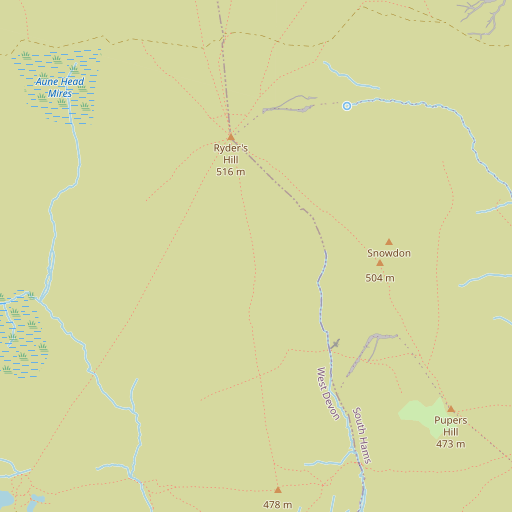 Aune Head
Mires
Ryder's
Hill
516 m
Snowdon
504 m
West Devon
South Hams
Pupers
Hill
473 m
478 m